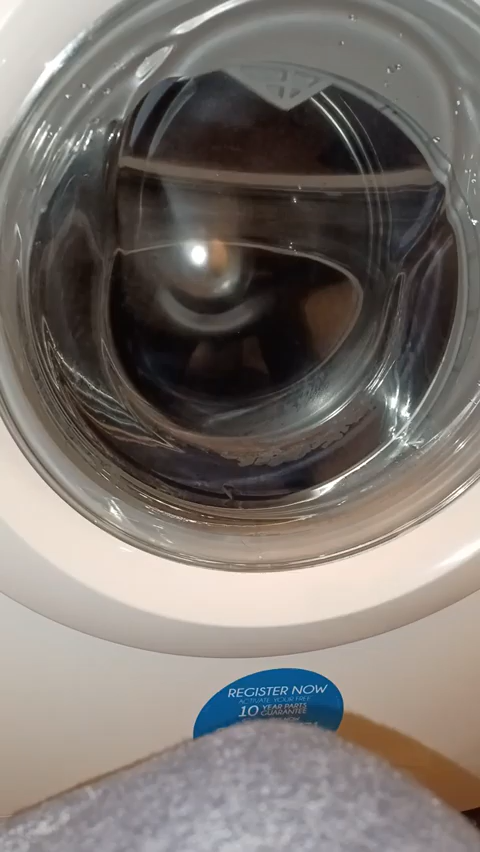 REGISTER NOW
ACTIVATE YOUR FREE
10 YEAR PARTS
GUARANTEE